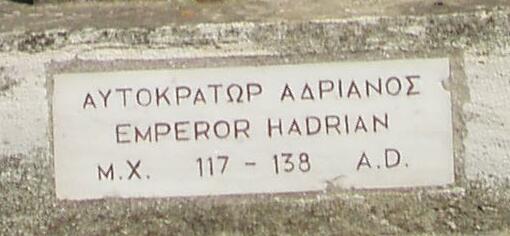 ΑΥΤΟΚΡΑΤΩΡ ΑΔΡΙΑΝΟΣ
EMPEROR HADRIAN
Μ.Χ. 117 - 138 A.D.